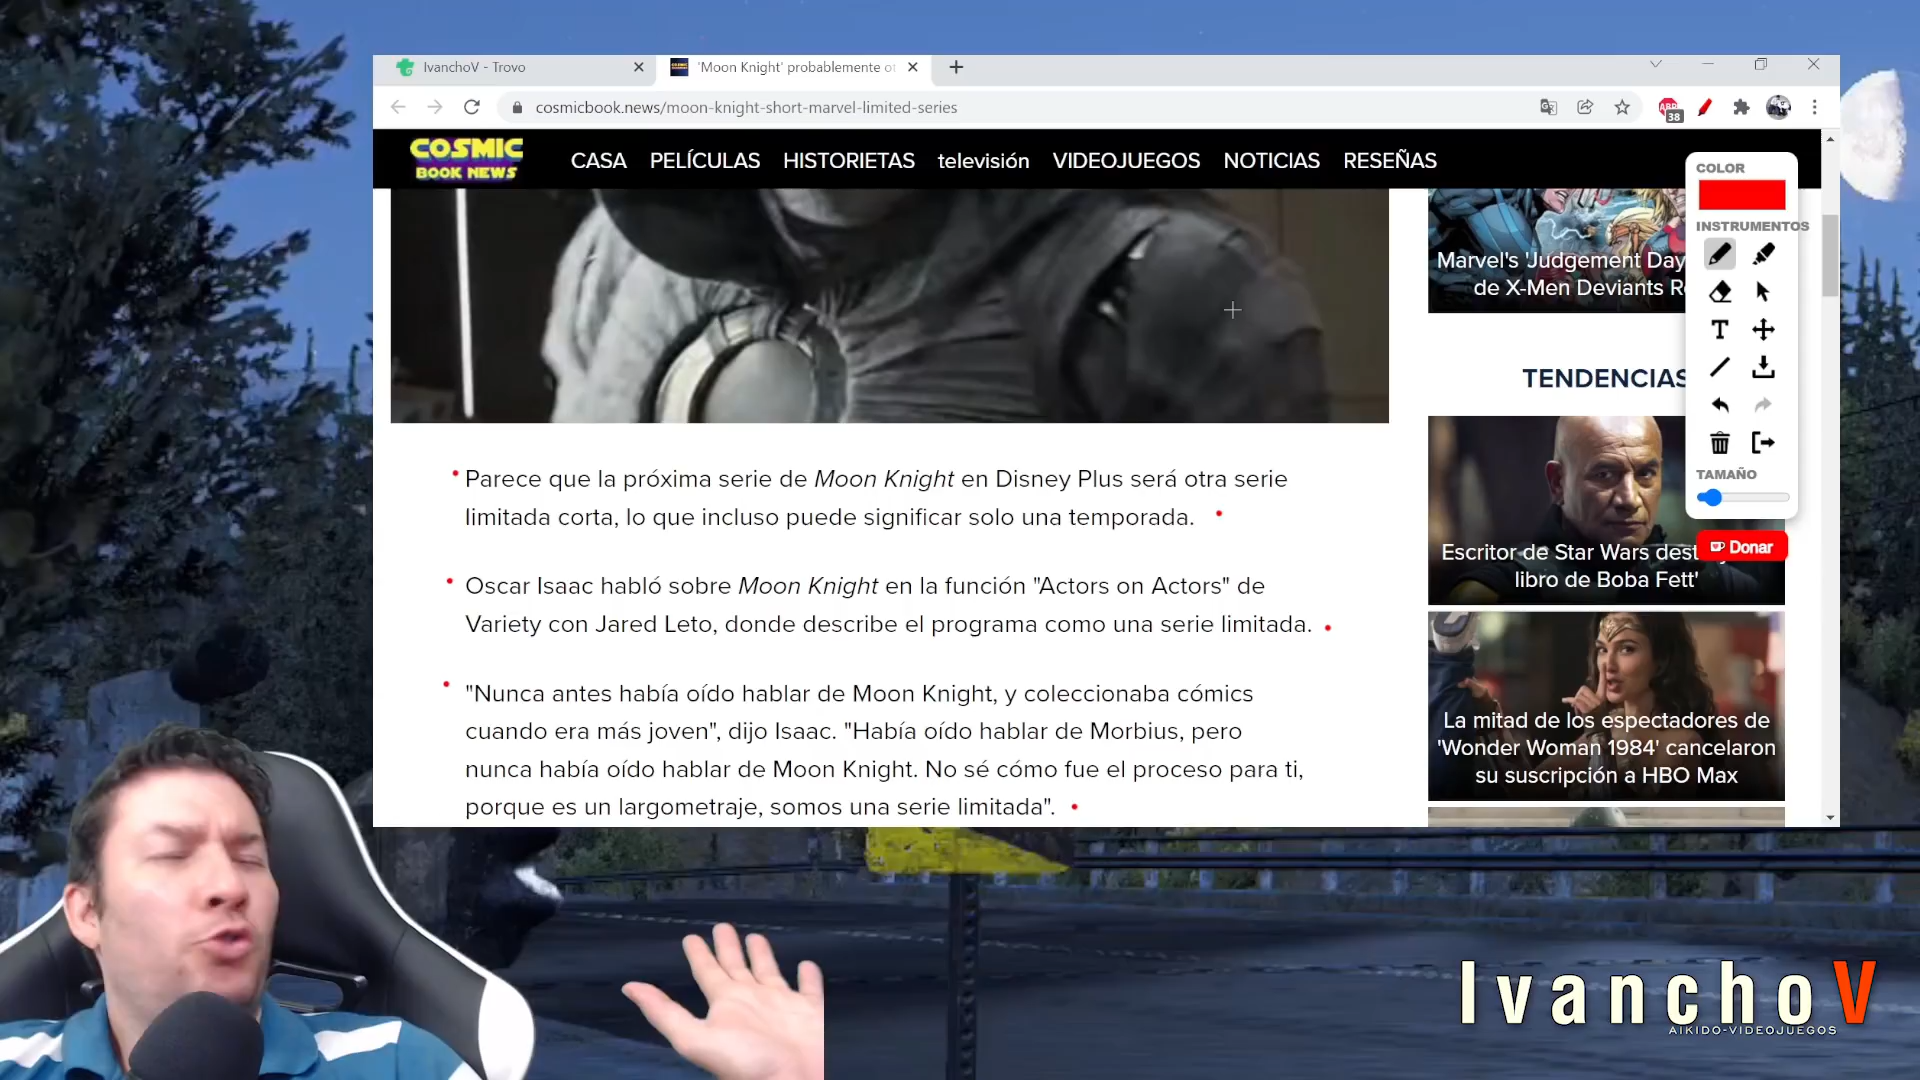 IvanchoV - Trovo
'Moon Knight' probablemente ot
cosmicbook.news/moon-knight-short-marvel-limited-series
38
COSMIC
BOOK NEWS
CASA PELÍCULAS HISTORIETAS televisión VIDEOJUEGOS NOTICIAS RESEÑAS
COLOR
INSTRUMENTOS
TAMAÑO
Donar
Marvel's 'Judgement Day
de X-Men Deviants
TENDENCIAS
Escritor de Star Wars
libro de Boba Fett'
La mitad de los espectadores de
'Wonder Woman 1984' cancelaron
su suscripción a HBO Max
Parece que la próxima serie de Moon Knight en Disney Plus será otra serie
limitada corta, lo que incluso puede significar solo una temporada.
Oscar Isaac habló sobre Moon Knight en la función "Actors on Actors" de
Variety con Jared Leto, donde describe el programa como una serie limitada.
"Nunca antes había oído hablar de Moon Knight, y coleccionaba cómics
cuando era más joven", dijo Isaac. "Había oído hablar de Morbius, pero
nunca había oído hablar de Moon Knight. No sé cómo fue el proceso para ti,
porque es un largometraje, somos una serie limitada".
IvanchoV
AIKIDO-VIDEOJUEGOS